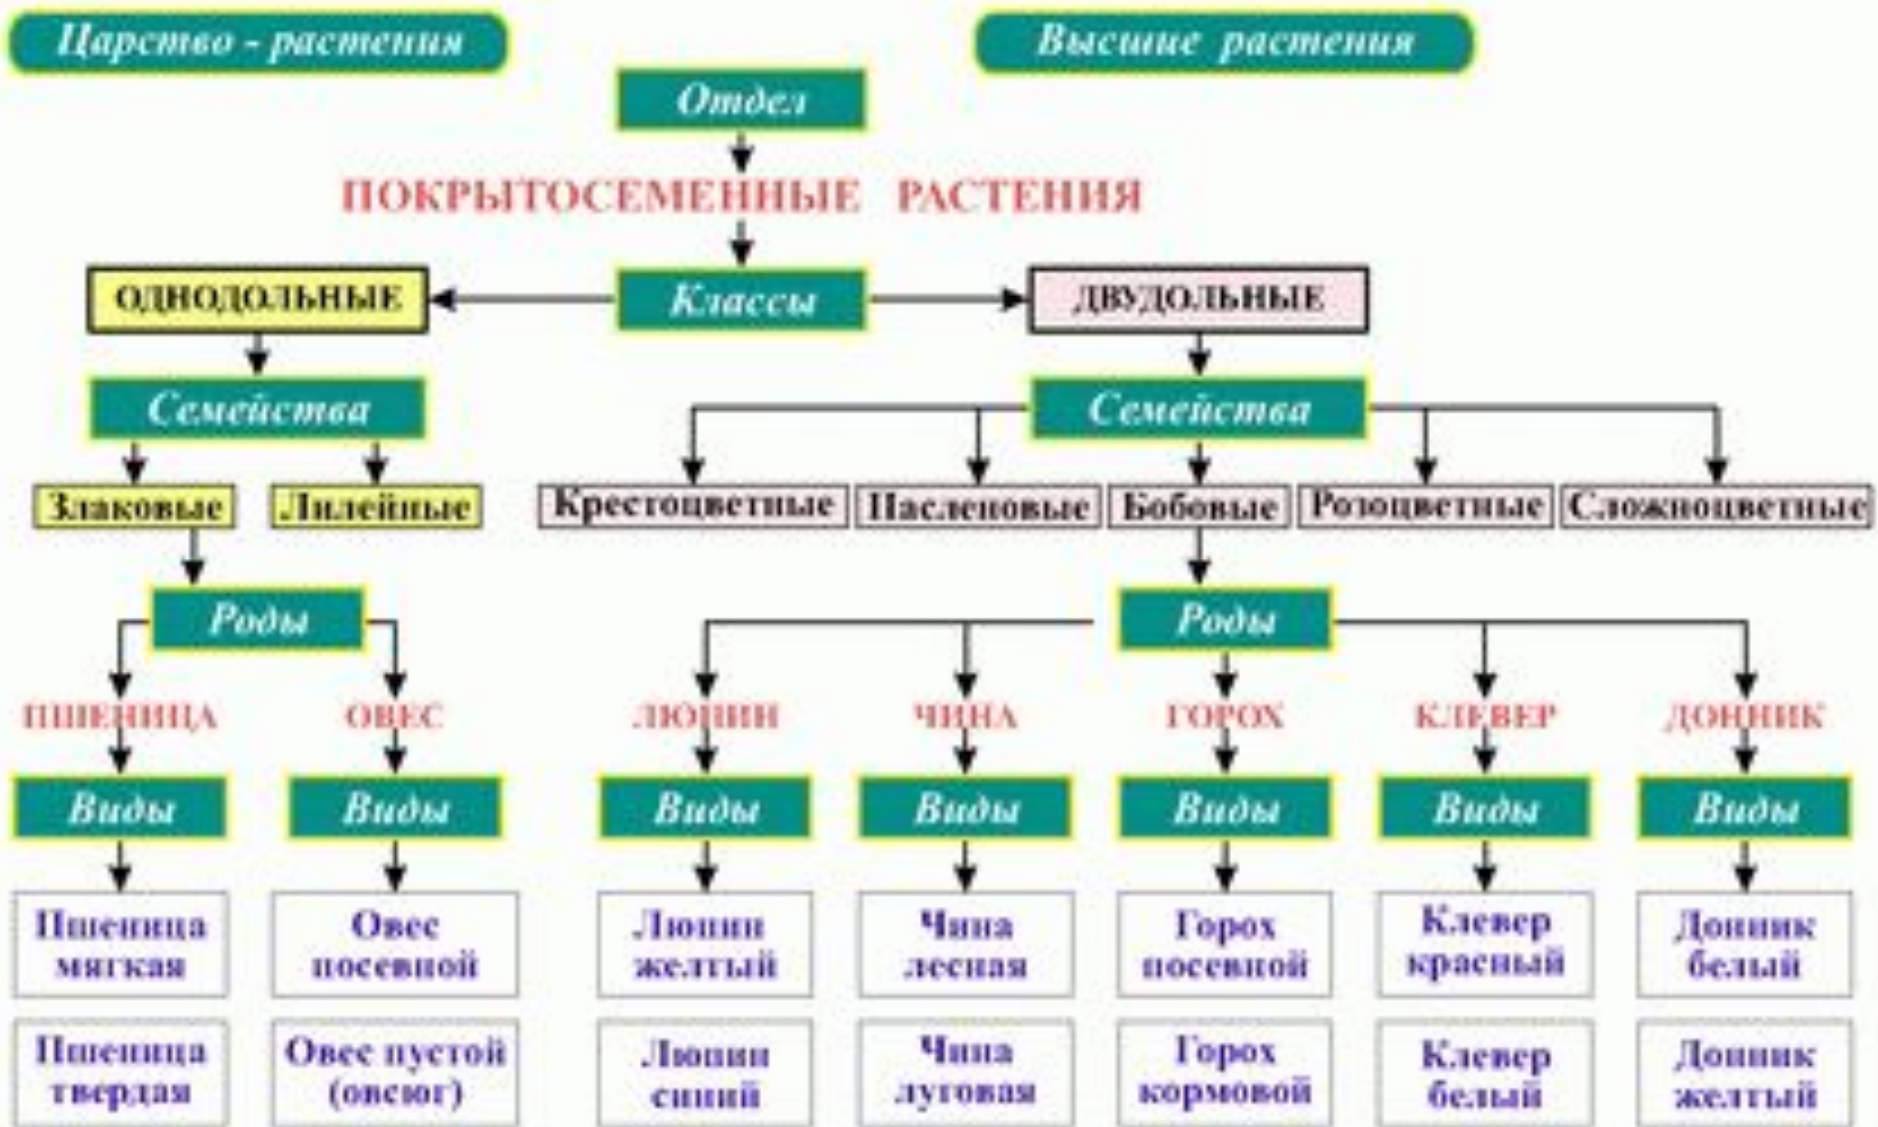 Царство - растения
Высшие растения
Отдел
ПОКРЫТОСЕМЕННЫЕ РАСТЕНИЯ
ОДНОДОЛЬНЫЕ
Классы
ДВУДОЛЬНЫЕ
Семейства
Семейства
Злаковые
Лилейные
Крестоцветные
Пасленовые
Бобовые
Розоцветные
Сложноцветные
Роды
Роды
ПШЕНИЦА
ОВЕС
ЛЮПИН
ЧИНА
ГОРОХ
КЛЕВЕР
ДОННИК
Виды
Виды
Виды
Виды
Виды
Виды
Виды
Пшеница
мягкая
Овес
посевной
Люпин
желтый
Чина
лесная
Горох
посевной
Клевер
красный
Донник
белый
Пшеница
твердая
Овес пустой
(овсюг)
Люпин
синий
Чина
луговая
Горох
кормовой
Клевер
белый
Донник
желтый